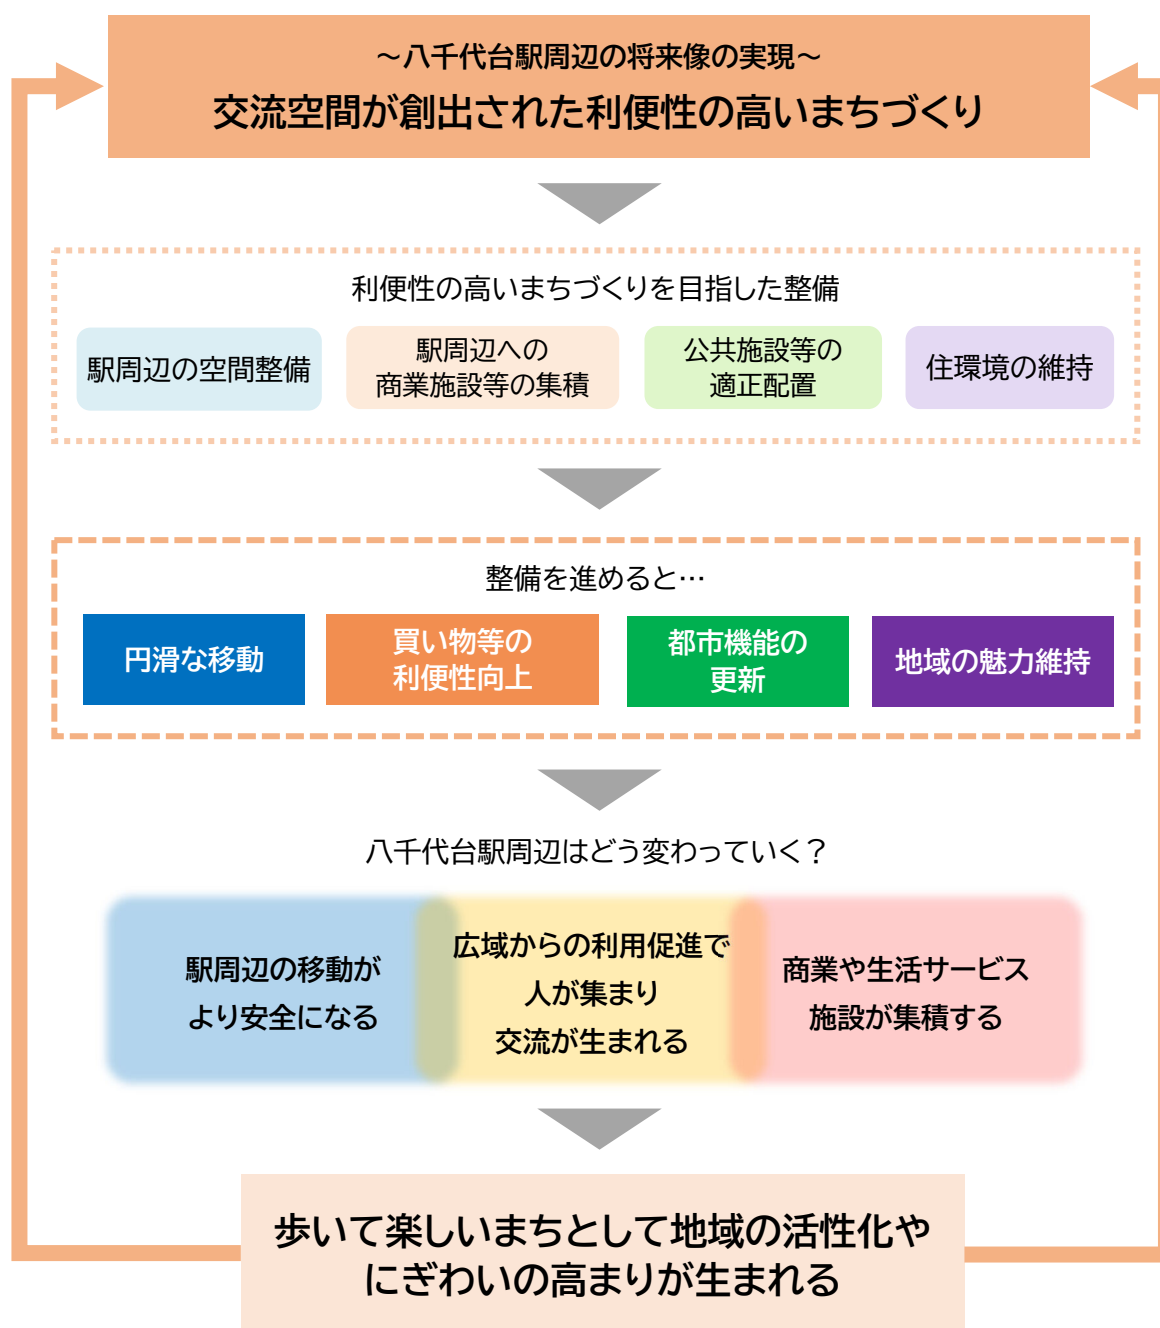 ～八千代台駅周辺の将来像の実現～
交流空間が創出された利便性の高いまちづくり
利便性の高いまちづくりを目指した整備
駅周辺の空間整備
駅周辺への
商業施設等の集積
公共施設等の
適正配置
住環境の維持
整備を進めると…
円滑な移動
買い物等の
利便性向上
都市機能の
更新
地域の魅力維持
八千代台駅周辺はどう変わっていく？
駅周辺の移動が
より安全になる
広域からの利用促進で
人が集まり
交流が生まれる
商業や生活サービス
施設が集積する
歩いて楽しいまちとして地域の活性化や
にぎわいの高まりが生まれる